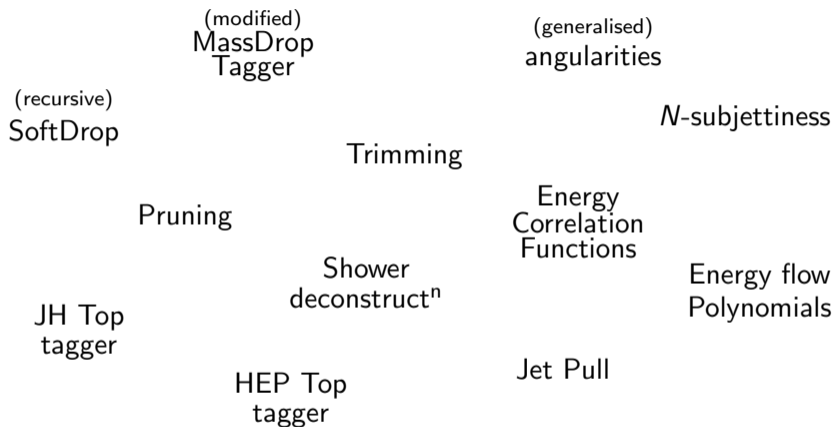 (modified)
MassDrop
Tagger
(generalised)
angularities
(recursive)
SoftDrop
N-subjettiness
Trimming
Pruning
Energy
Correlation
Functions
Shower
deconstructⁿ
Energy flow
Polynomials
JH Top
tagger
HEP Top
tagger
Jet Pull